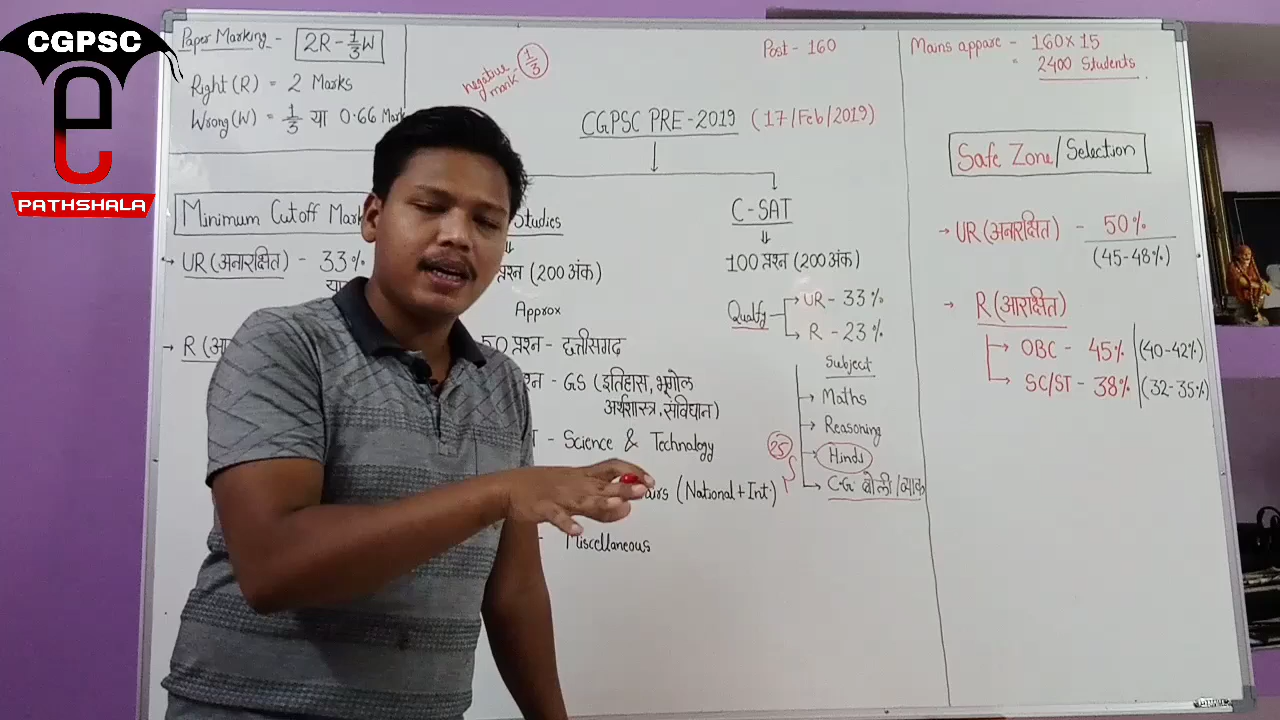 CGPSC
e
PATHSHALA
Paper Marking -
2R - 1/3 W
Right (R) = 2 Marks
Wrong (W) = 1/3 या 0.66 Mark
negative mark - 1/3
Post - 160
CGPSC PRE - 2019 (17/Feb/2019)
Minimum Cutoff Mark
UR (अनारक्षित) - 33%
या
R (आ
Studies
प्रश्न (200 अंक)
Approx
50 प्रश्न - छत्तीसगढ़
प्रश्न - GS (इतिहास, भूगोल
अर्थशास्त्र, संविधान)
- Science & Technology
(National + Int.)
- Miscellaneous
C-SAT
100 प्रश्न (200 अंक)
Qualfy
UR - 33%
R - 23%
Subject
Maths
Reasoning
Hindi
25
C.G. बोली/व्याक
Mains appare - 160 x 15
= 2400 Students
Safe Zone/Selection
UR (अनारक्षित) - 50%
(45-48%)
R (आरक्षित)
OBC - 45% (40-42%)
SC/ST - 38% (32-35%)